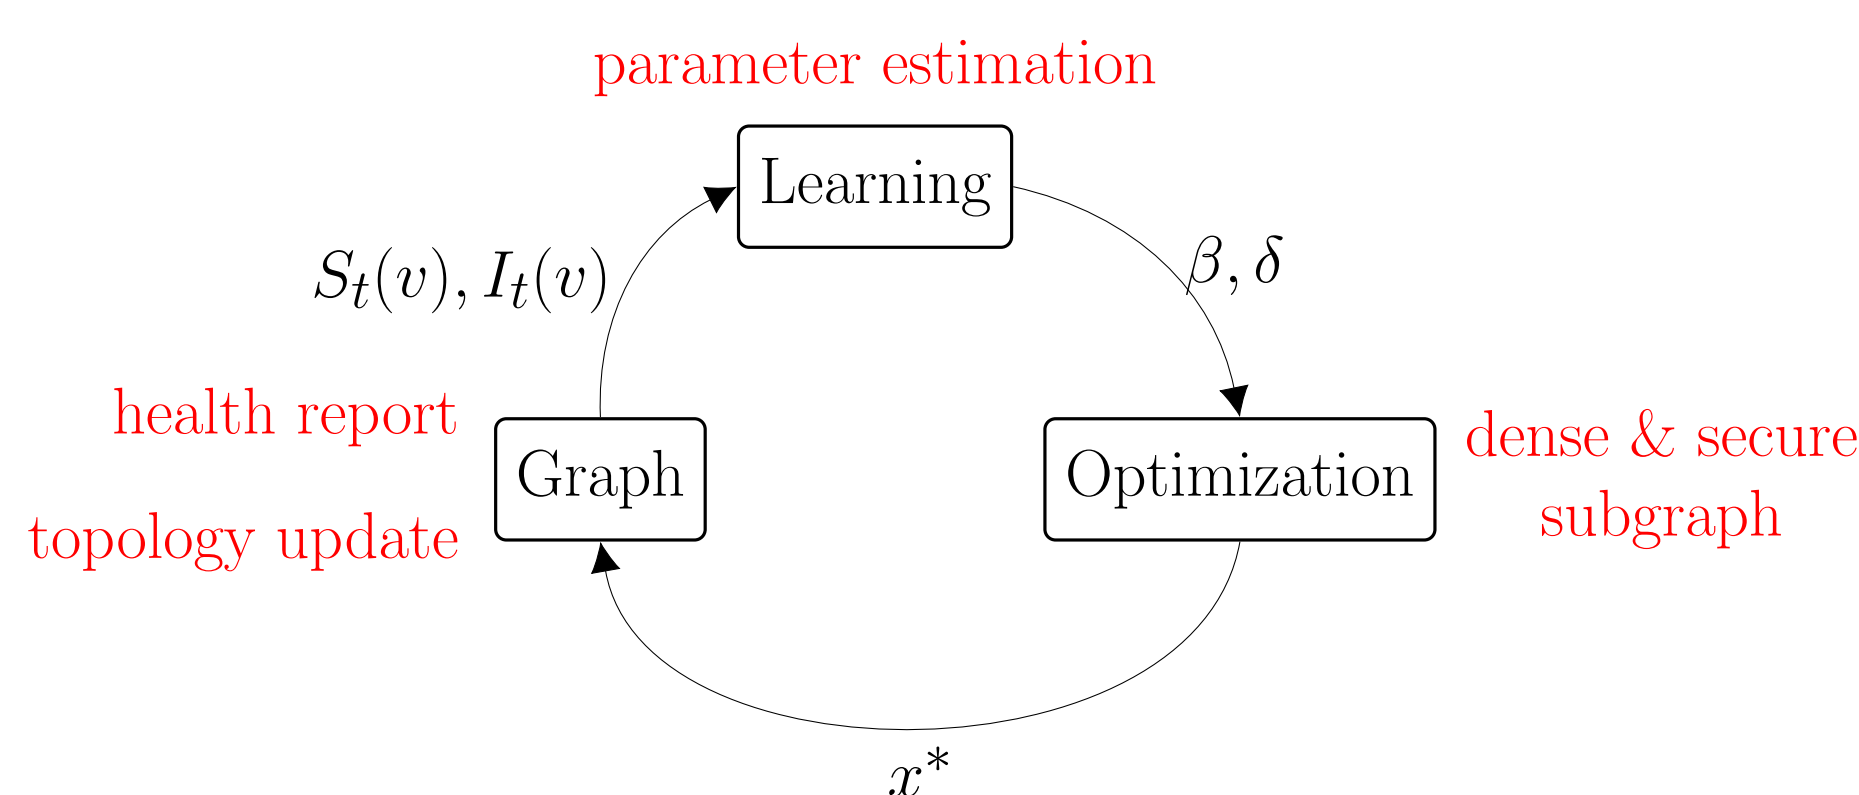 parameter estimation
Learning
S_t(v), I_t(v)
β, δ
health report
Graph
topology update
Optimization
dense & secure
subgraph
x*